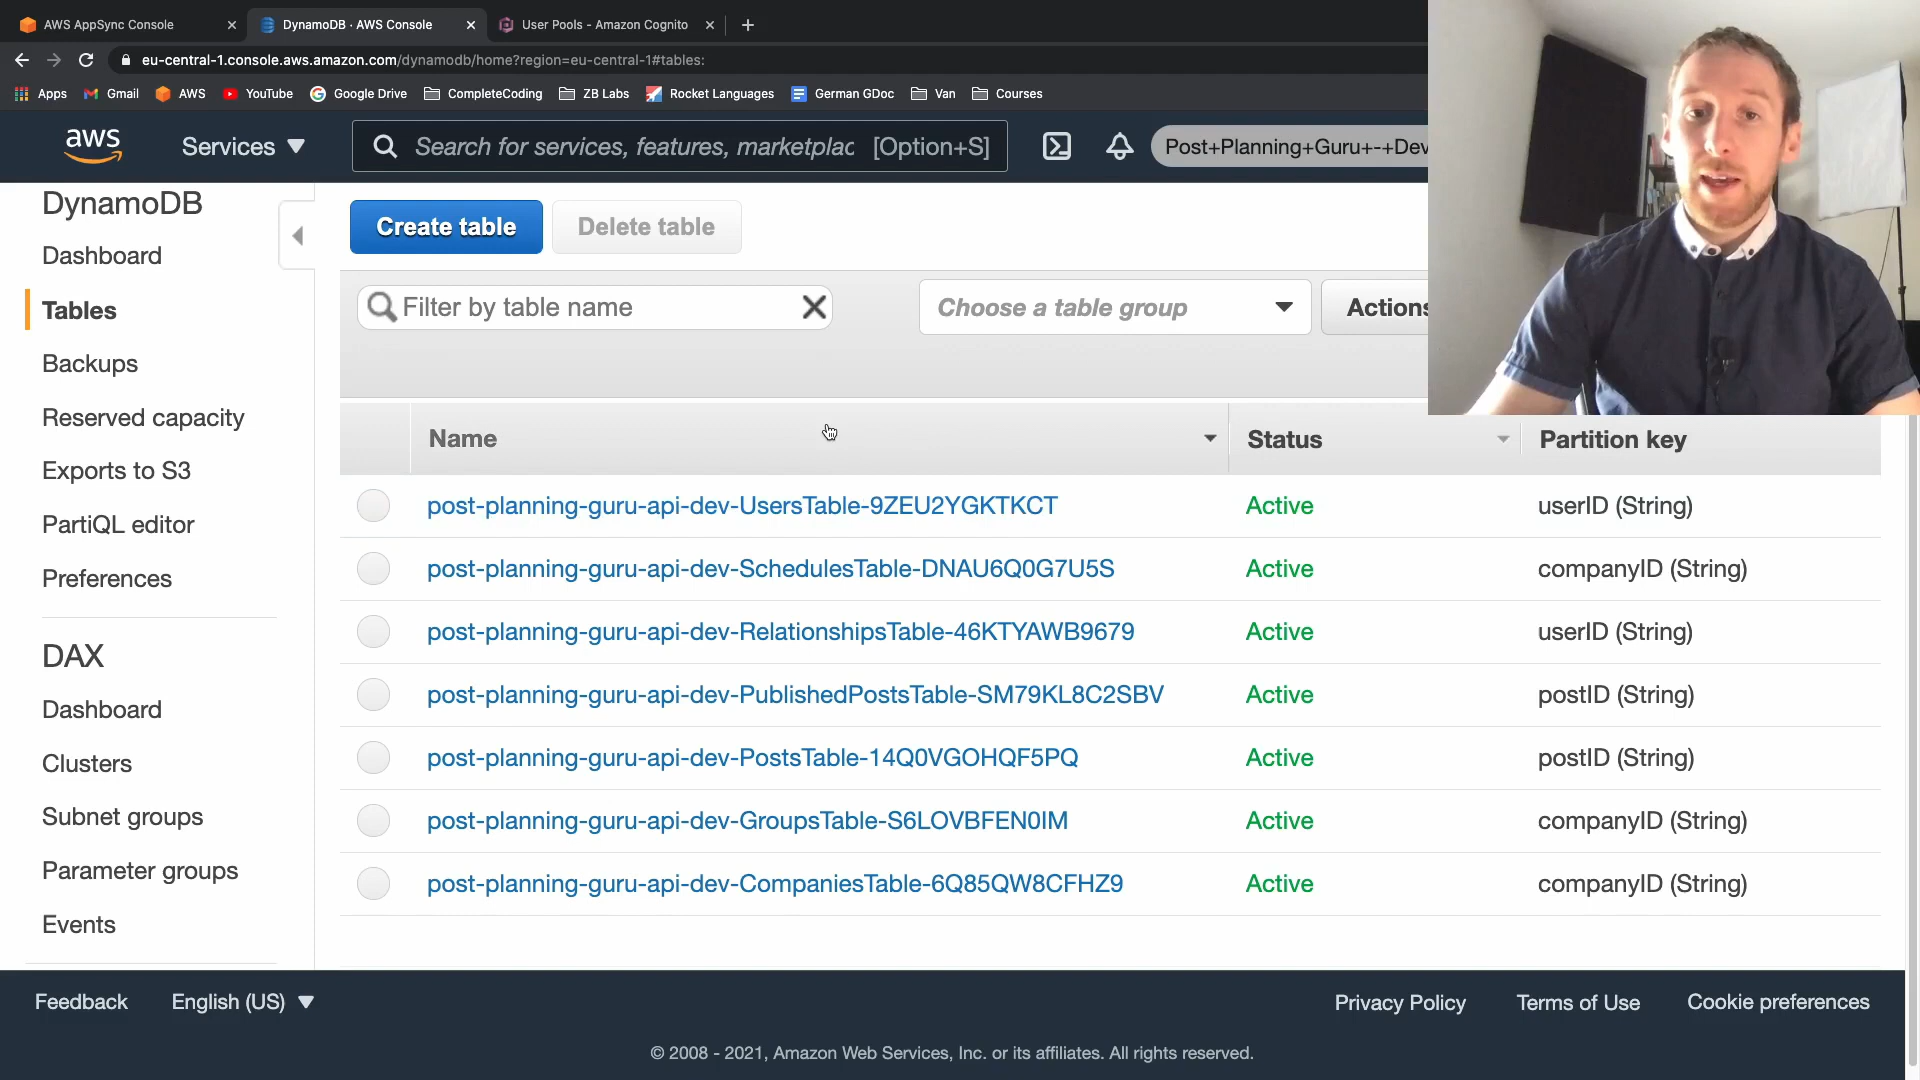 AWS AppSync Console
DynamoDB · AWS Console
User Pools - Amazon Cognito
eu-central-1.console.aws.amazon.com/dynamodb/home?region=eu-central-1#tables:
Apps
Gmail
AWS
YouTube
Google Drive
CompleteCoding
ZB Labs
Rocket Languages
German GDoc
Van
Courses
aws
Services
Search for services, features, marketplac
[Option+S]
Post+Planning+Guru+-+Dev
DynamoDB
Dashboard
Tables
Backups
Reserved capacity
Exports to S3
PartiQL editor
Preferences
DAX
Dashboard
Clusters
Subnet groups
Parameter groups
Events
Create table
Delete table
Filter by table name
Choose a table group
Actions
Name
Status
Partition key
post-planning-guru-api-dev-UsersTable-9ZEU2YGKTKCT
Active
userID (String)
post-planning-guru-api-dev-SchedulesTable-DNAU6Q0G7U5S
Active
companyID (String)
post-planning-guru-api-dev-RelationshipsTable-46KTYAWB9679
Active
userID (String)
post-planning-guru-api-dev-PublishedPostsTable-SM79KL8C2SBV
Active
postID (String)
post-planning-guru-api-dev-PostsTable-14Q0VGOHQF5PQ
Active
postID (String)
post-planning-guru-api-dev-GroupsTable-S6LOVBFEN0IM
Active
companyID (String)
post-planning-guru-api-dev-CompaniesTable-6Q85QW8CFHZ9
Active
companyID (String)
Feedback
English (US)
Privacy Policy
Terms of Use
Cookie preferences
© 2008 - 2021, Amazon Web Services, Inc. or its affiliates. All rights reserved.